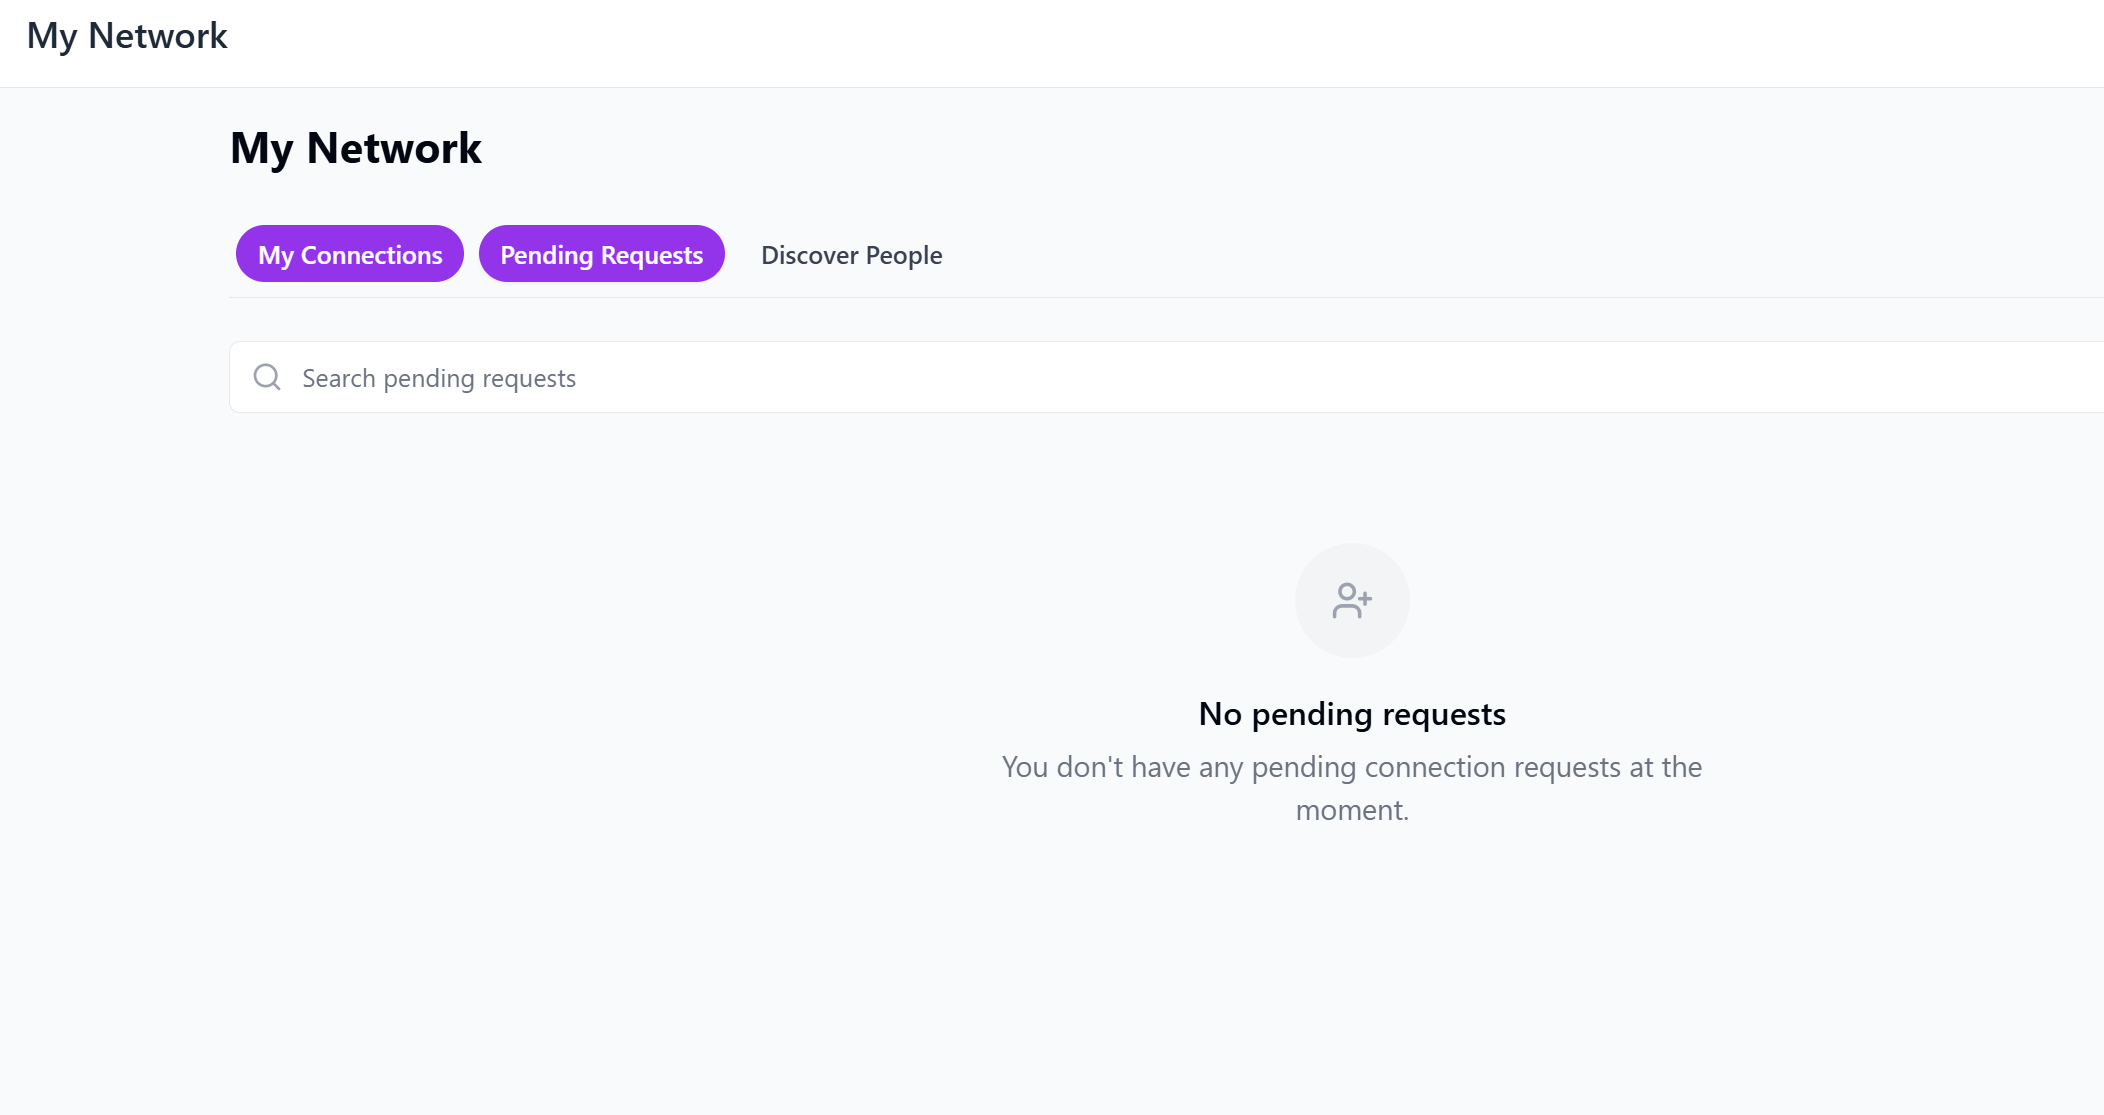 My Network
My Network
My Connections
Pending Requests
Discover People
Search pending requests
No pending requests
You don't have any pending connection requests at the
moment.